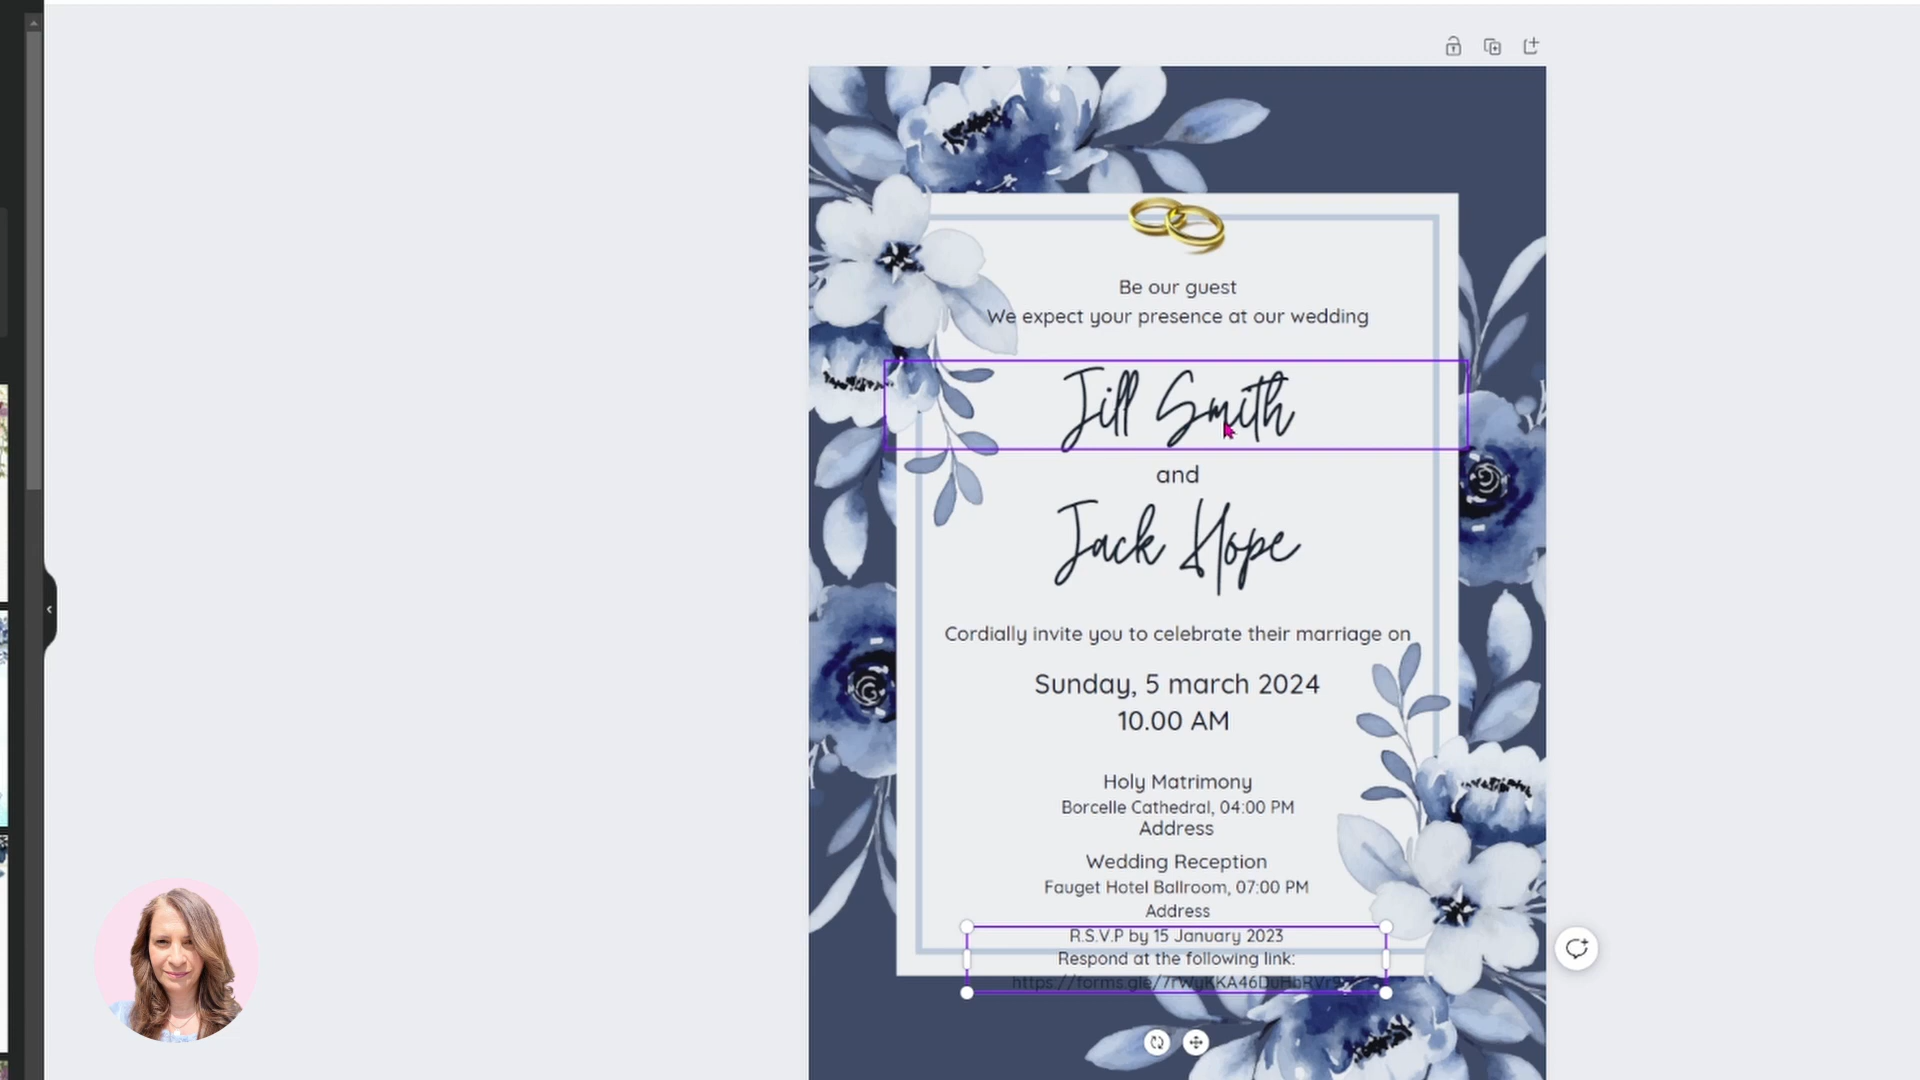 Be our guest
We expect your presence at our wedding
Jill Smith
and
Jack Hope
Cordially invite you to celebrate their marriage on
Sunday, 5 march 2024
10.00 AM
Holy Matrimony
Borcelle Cathedral, 04:00 PM
Address
Wedding Reception
Fauget Hotel Ballroom, 07:00 PM
Address
R.S.V.P by 15 January 2023
Respond at the following link: